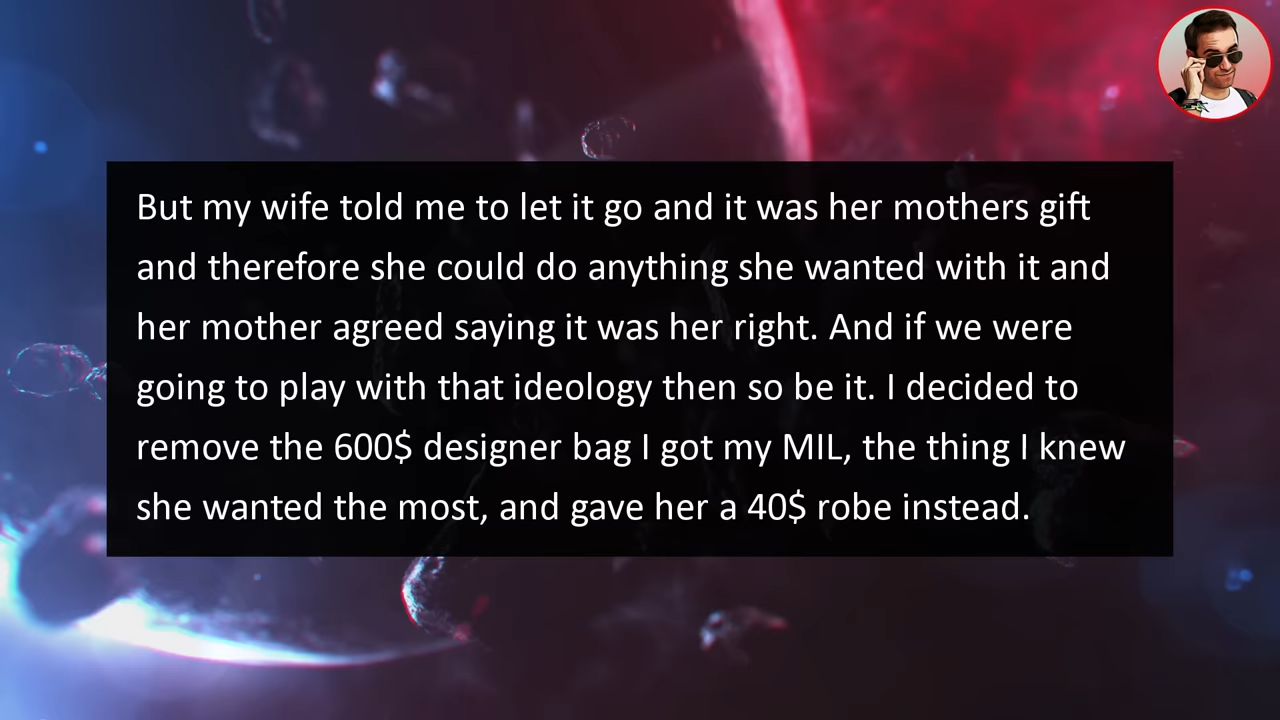 But my wife told me to let it go and it was her mothers gift
and therefore she could do anything she wanted with it and
her mother agreed saying it was her right. And if we were
going to play with that ideology then so be it. I decided to
remove the 600$ designer bag I got my MIL, the thing I knew
she wanted the most, and gave her a 40$ robe instead.